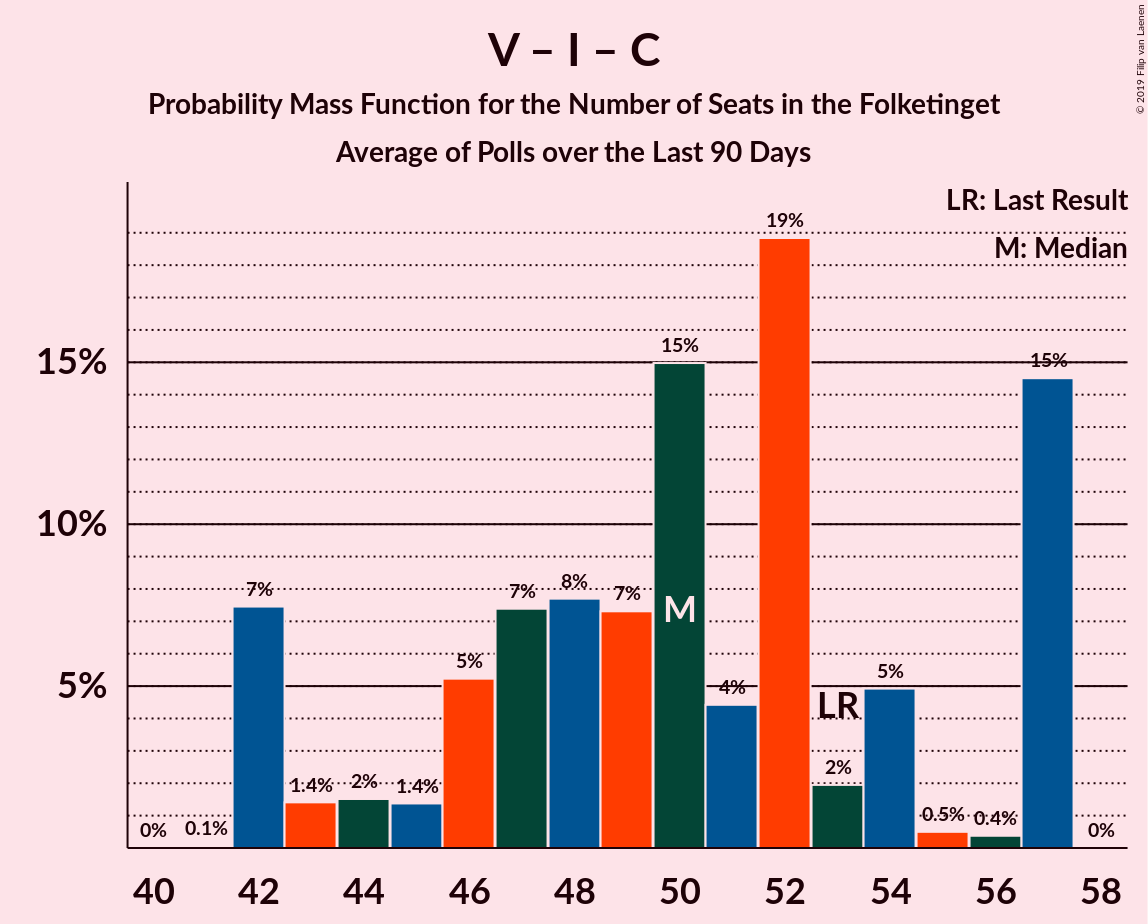 V – I – C
Probability Mass Function for the Number of Seats in the Folketinget
Average of Polls over the Last 90 Days
© 2019 Filip van Laenen
LR: Last Result
M: Median
19%
15%
15%
15%
10%
7%
7%
8%
7%
M
5%
5%
4%
5%
LR
1.4%
2%
1.4%
2%
0%
0.1%
0.5%
0.4%
0%
40 42 44 46 48 50 52 54 56 58